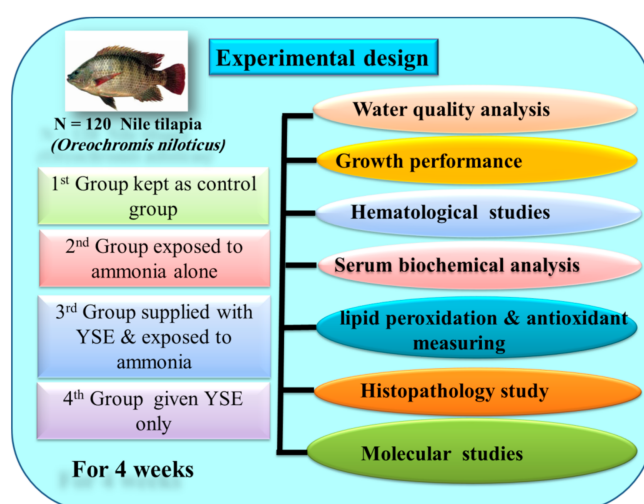 Experimental design
N = 120 Nile tilapia
(Oreochromis niloticus)
1st Group kept as control
group
2nd Group exposed to
ammonia alone
3rd Group supplied with
YSE & exposed to
ammonia
4th Group given YSE
only
For 4 weeks
Water quality analysis
Growth performance
Hematological studies
Serum biochemical analysis
lipid peroxidation & antioxidant
measuring
Histopathology study
Molecular studies